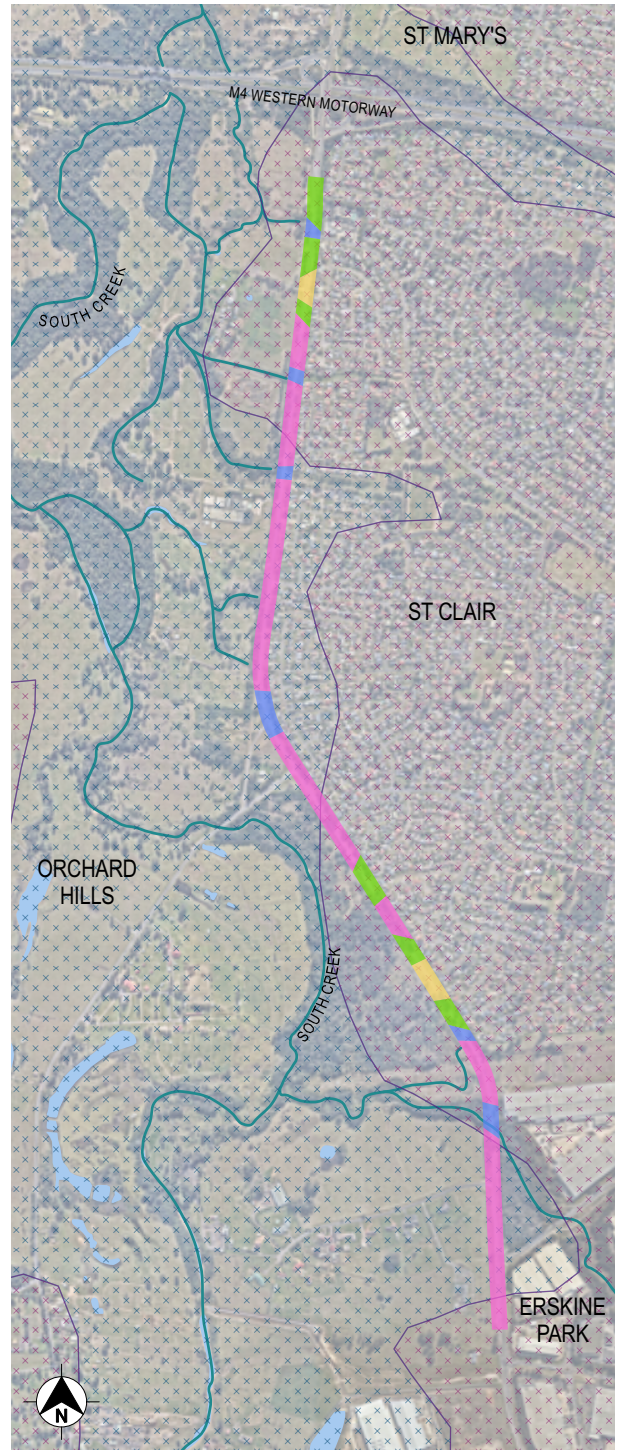 ST MARY'S
M4 WESTERN MOTORWAY
SOUTH CREEK
ST CLAIR
ORCHARD
HILLS
SOUTH CREEK
ERSKINE
PARK
N